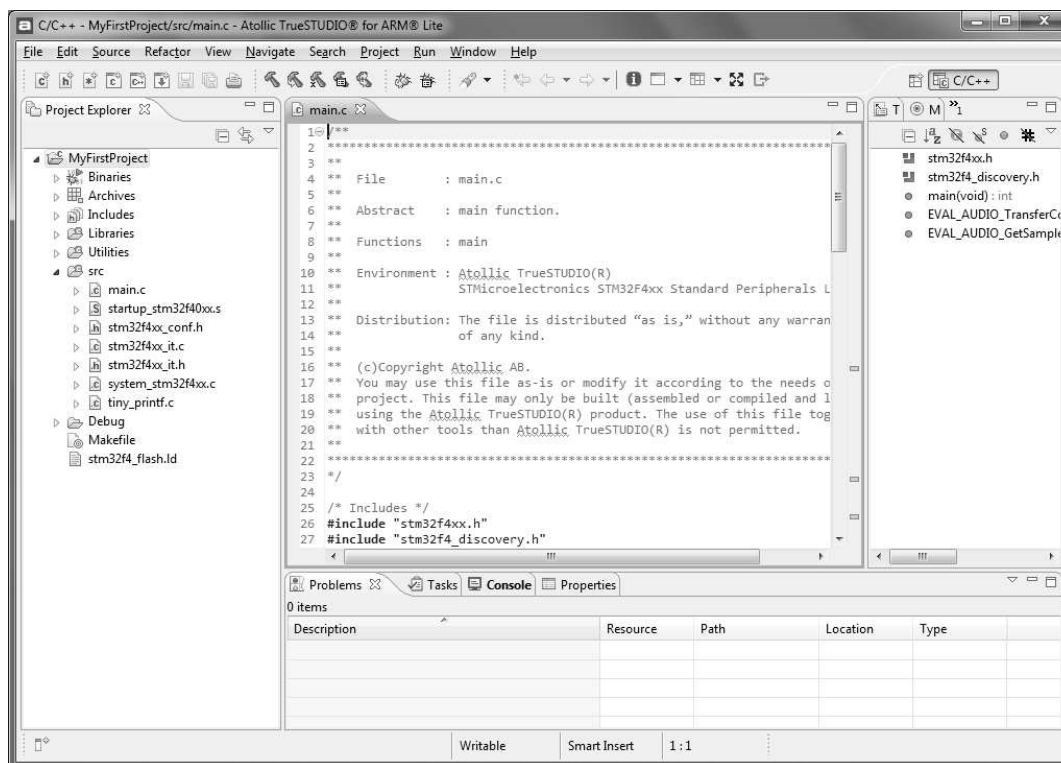 C/C++ - MyFirstProject/src/main.c - Atollic TrueSTUDIO® for ARM® Lite
File Edit Source Refactor View Navigate Search Project Run Window Help
C/C++
Project Explorer
MyFirstProject
Binaries
Archives
Includes
Libraries
Utilities
src
main.c
startup_stm32f40xx.s
stm32f4xx_conf.h
stm32f4xx_it.c
stm32f4xx_it.h
system_stm32f4xx.c
tiny_printf.c
Debug
Makefile
stm32f4_flash.ld
main.c
1 /**
2 ******************************************************************************
3 **
4 ** File : main.c
5 **
6 ** Abstract : main function.
7 **
8 ** Functions : main
9 **
10 ** Environment : Atollic TrueSTUDIO(R)
11 ** STMicroelectronics STM32F4xx Standard Peripherals L
12 **
13 ** Distribution: The file is distributed “as is,” without any warran
14 ** of any kind.
15 **
16 ** (c)Copyright Atollic AB.
17 ** You may use this file as-is or modify it according to the needs o
18 ** project. This file may only be built (assembled or compiled and l
19 ** using the Atollic TrueSTUDIO(R) product. The use of this file tog
20 ** with other tools than Atollic TrueSTUDIO(R) is not permitted.
21 **
22 ******************************************************************************
23 */
24
25 /* Includes */
26 #include "stm32f4xx.h"
27 #include "stm32f4_discovery.h"
T M »1
stm32f4xx.h
stm32f4_discovery.h
main(void) : int
EVAL_AUDIO_TransferCo
EVAL_AUDIO_GetSample
Problems Tasks Console Properties
0 items
Description Resource Path Location Type
Writable Smart Insert 1 : 1